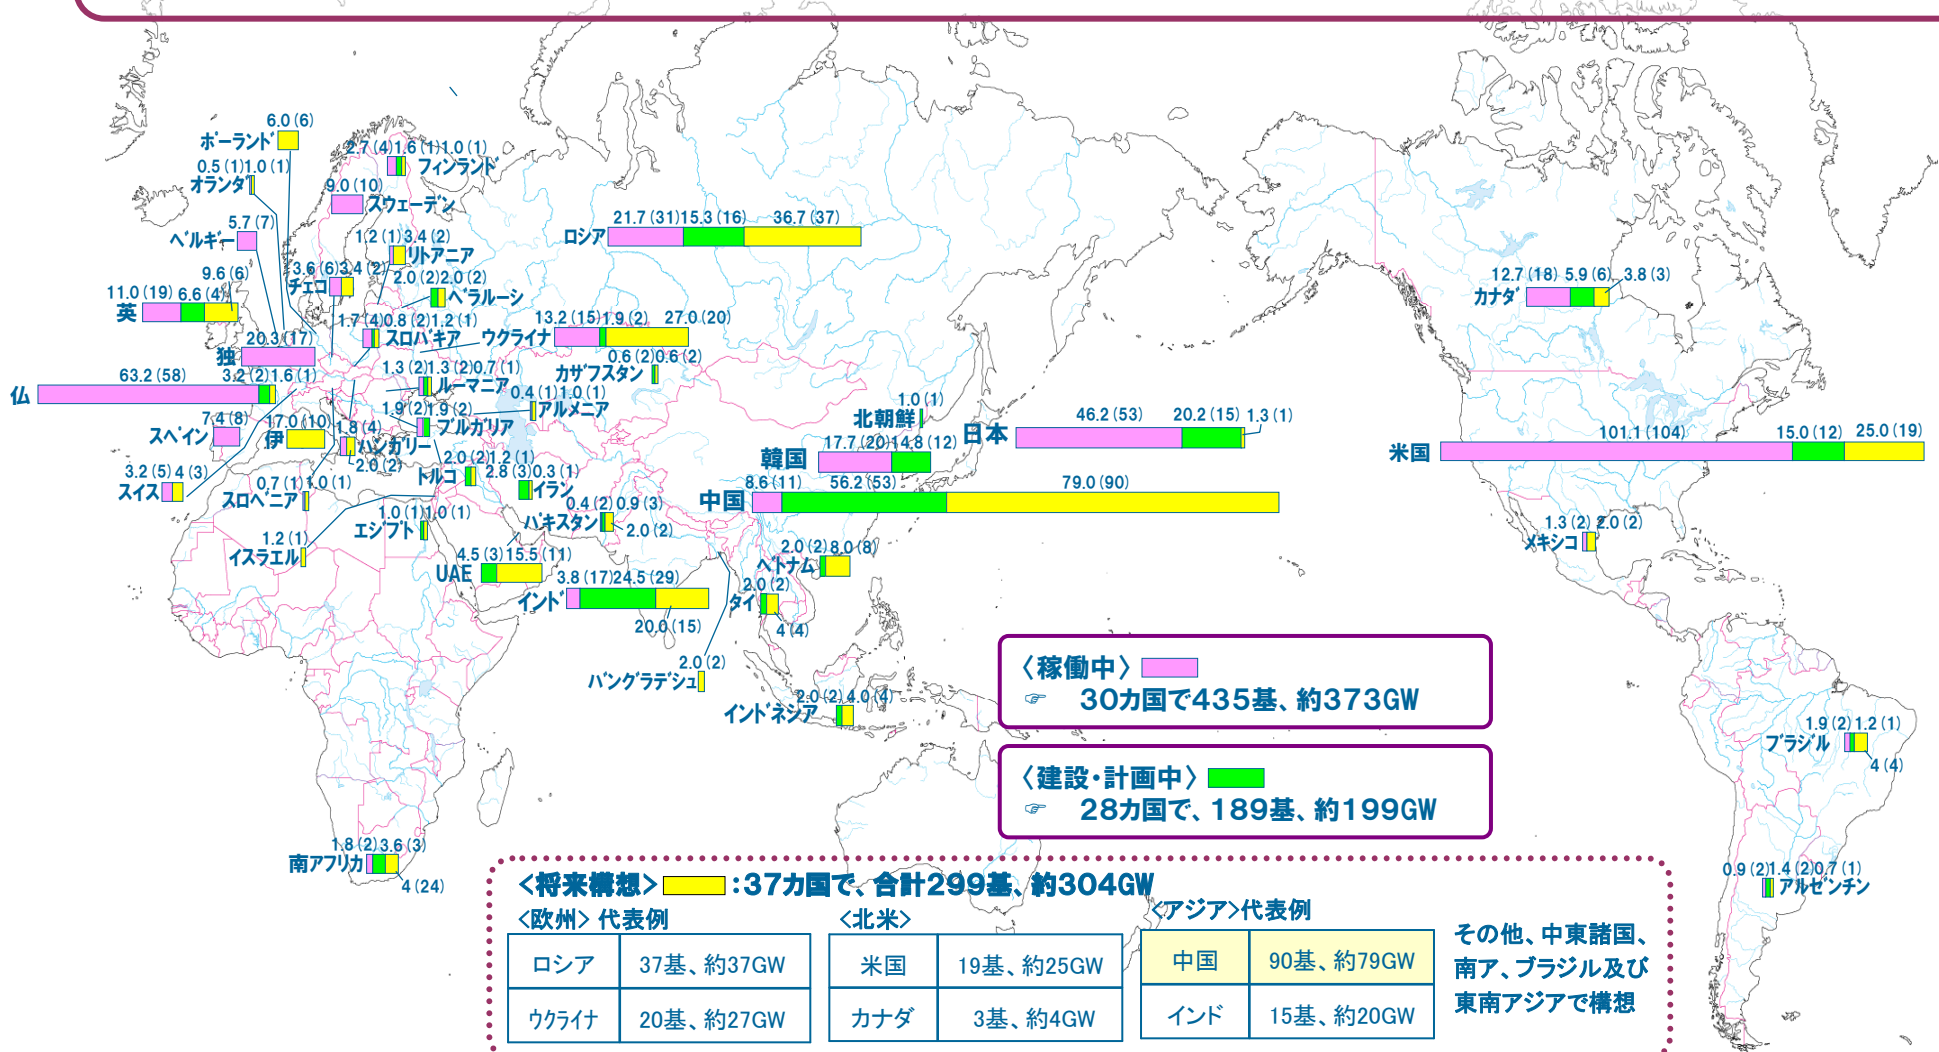 6.0 (6)
ポーランド
2.7 (4) 1.6 (1) 1.0 (1)
フィンランド
0.5 (1) 1.0 (1)
オランダ
9.0 (10)
スウェーデン
5.7 (7)
ベルギー
21.7 (31) 15.3 (16) 36.7 (37)
ロシア
1.2 (1) 3.4 (2)
リトアニア
3.6 (6) 3.4 (2)
チェコ
2.0 (2) 2.0 (2)
ベラルーシ
9.6 (6)
11.0 (19) 6.6 (4)
英
12.7 (18) 5.9 (6) 3.8 (3)
カナダ
1.7 (4) 0.8 (2) 1.2 (1)
スロバキア
13.2 (15) 1.9 (2) 27.0 (20)
ウクライナ
20.3 (17)
独
0.6 (2) 0.6 (2)
カザフスタン
1.3 (2) 1.3 (2) 0.7 (1)
ルーマニア
63.2 (58) 3.2 (2) 1.6 (1)
仏
0.4 (1) 1.0 (1)
アルメニア
1.0 (1)
北朝鮮
1.9 (2) 1.9 (2)
ブルガリア
46.2 (53) 20.2 (15) 1.3 (1)
日本
7.4 (8)
スペイン
17.0 (10)
伊
1.8 (4)
ハンガリー
2.0 (2)
17.7 (20) 14.8 (12)
韓国
101.1 (104) 15.0 (12) 25.0 (19)
米国
3.2 (5) 4 (3)
スイス
0.7 (1) 1.0 (1)
スロベニア
2.0 (2) 1.2 (1)
トルコ
2.8 (3) 0.3 (1)
イラン
8.6 (11) 56.2 (53) 79.0 (90)
中国
1.0 (1) 1.0 (1)
エジプト
0.4 (2) 0.9 (3)
パキスタン
2.0 (2)
1.3 (2) 2.0 (2)
メキシコ
1.2 (1)
イスラエル
4.5 (3) 15.5 (11)
UAE
2.0 (2) 8.0 (8)
ベトナム
3.8 (17) 24.5 (29)
インド
20.0 (15)
2.0 (2)
タイ
4 (4)
2.0 (2)
バングラデシュ
2.0 (2) 4.0 (4)
インドネシア
〈稼働中〉
☞ 30カ国で435基、約373GW
1.9 (2) 1.2 (1)
ブラジル
4 (4)
〈建設・計画中〉
☞ 28カ国で、189基、約199GW
1.8 (2) 3.6 (3)
南アフリカ
4 (24)
0.9 (2) 1.4 (2) 0.7 (1)
アルゼンチン
<将来構想> :37カ国で、合計299基、約304GW
<欧州> 代表例
ロシア 37基、約37GW
ウクライナ 20基、約27GW
<北米>
米国 19基、約25GW
カナダ 3基、約4GW
<アジア>代表例
中国 90基、約79GW
インド 15基、約20GW
その他、中東諸国、
南ア、ブラジル及び
東南アジアで構想